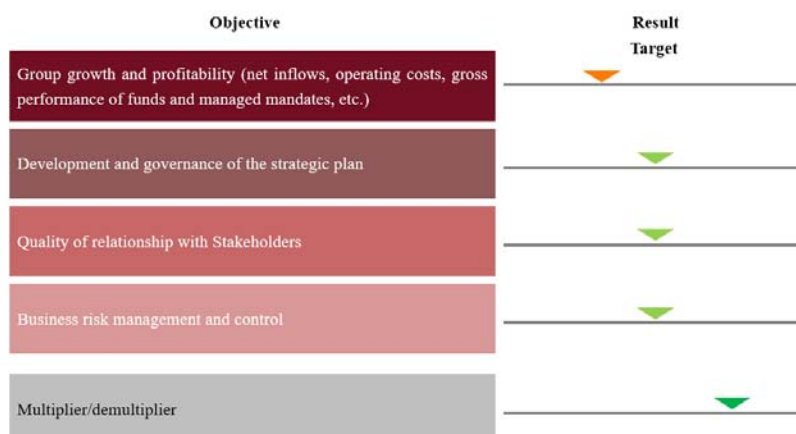 Objective
Result
Target
Group growth and profitability (net inflows, operating costs, gross
performance of funds and managed mandates, etc.)
Development and governance of the strategic plan
Quality of relationship with Stakeholders
Business risk management and control
Multiplier/demultiplier